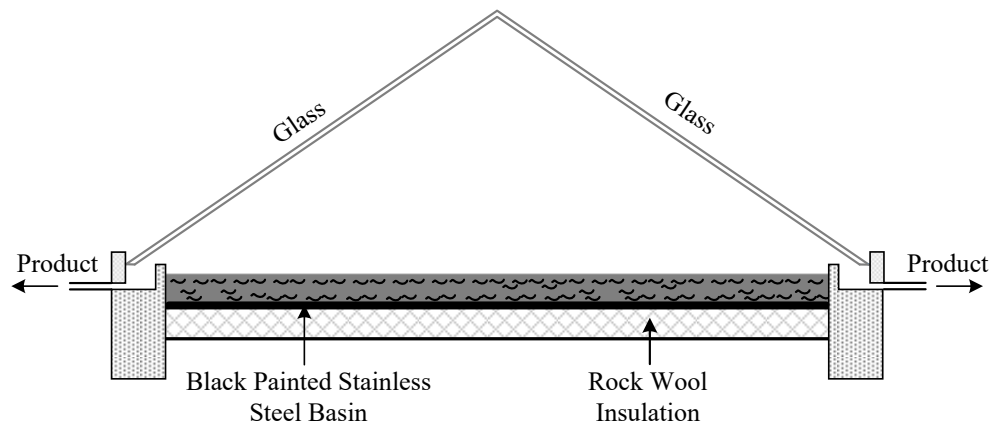 Glass
Glass
Product
Product
Black Painted Stainless
Steel Basin
Rock Wool
Insulation